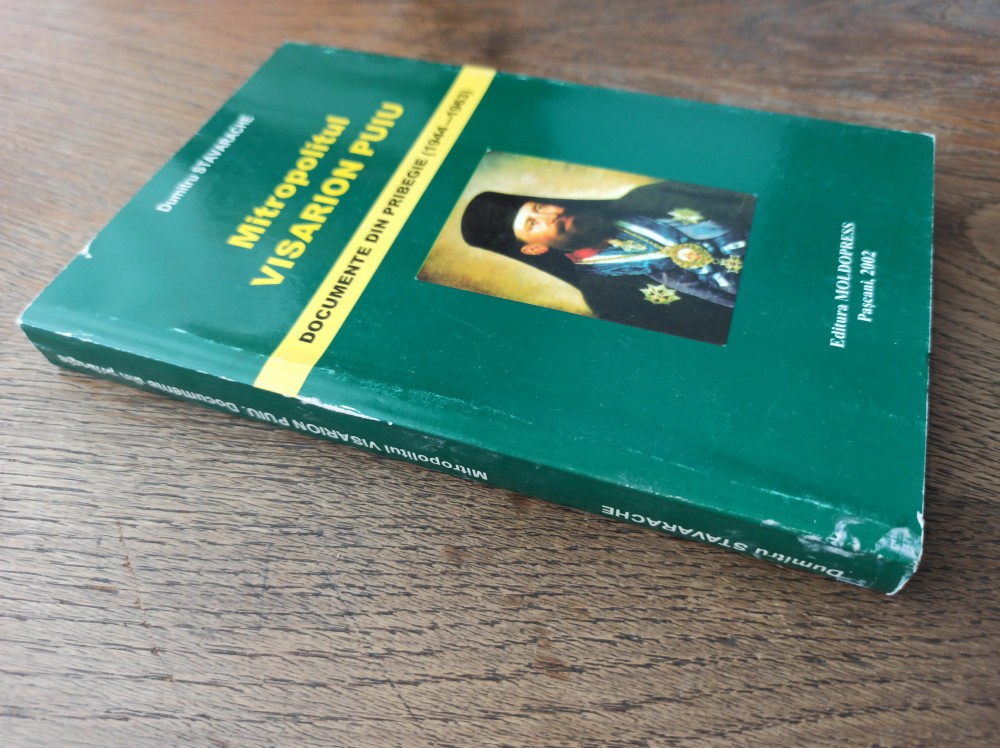 Dumitru STAVARACHE
Mitropolitul
VISARION PUIU
DOCUMENTE DIN PRIBEGIE (1944—1963)
Editura MOLDOPRESS
Paşcani, 2002
Dumitru STAVARACHE
Mitropolitul VISARION PUIU. Documente din pribegie